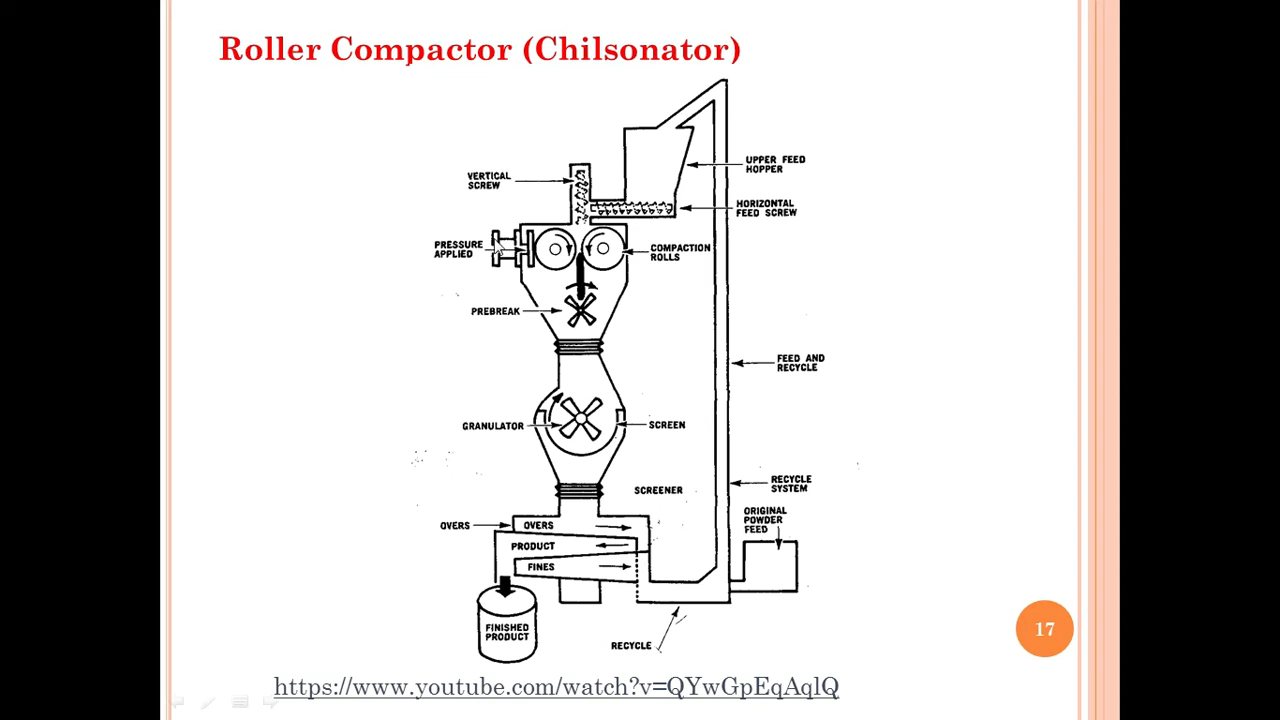 Roller Compactor (Chilsonator)
UPPER FEED
HOPPER
VERTICAL
SCREW
HORIZONTAL
FEED SCREW
PRESSURE
APPLIED
COMPACTION
ROLLS
PREBREAK
FEED AND
RECYCLE
GRANULATOR
SCREEN
RECYCLE
SYSTEM
SCREENER
ORIGINAL
POWDER
FEED
OVERS
OVERS
PRODUCT
FINES
FINISHED
PRODUCT
RECYCLE
17
https://www.youtube.com/watch?v=QYwGpEqAqlQ